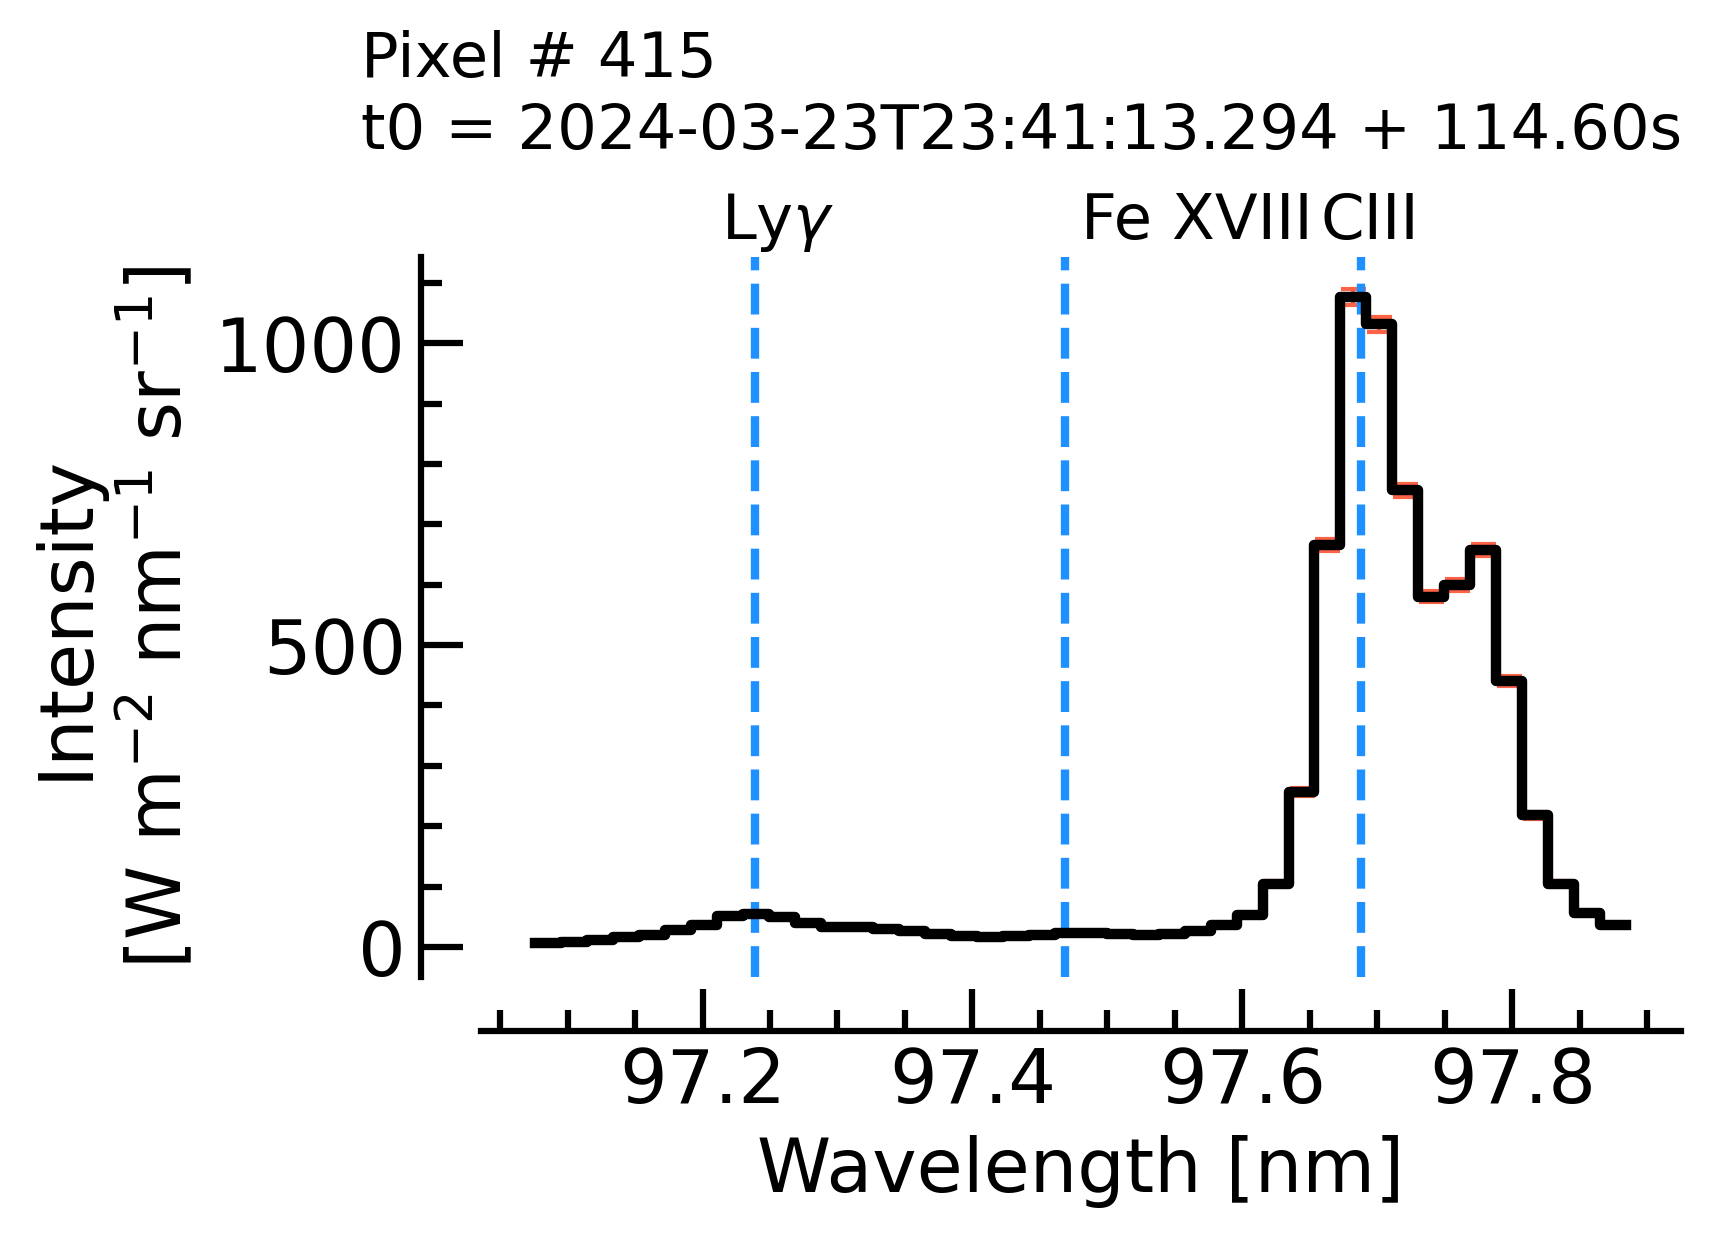 Pixel # 415
t0 = 2024-03-23T23:41:13.294 + 114.60s
Lyγ Fe XVIII CIII
Intensity
[W m⁻² nm⁻¹ sr⁻¹]
1000
500
0
97.2 97.4 97.6 97.8
Wavelength [nm]